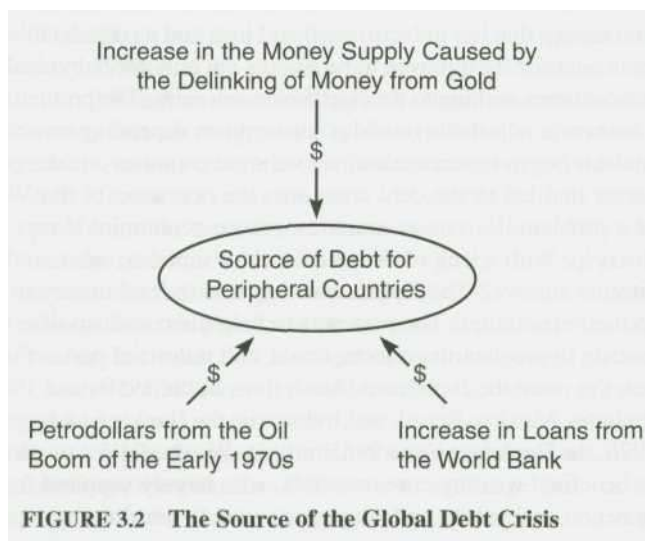 Increase in the Money Supply Caused by
the Delinking of Money from Gold
$
Source of Debt for
Peripheral Countries
$
$
Petrodollars from the Oil
Boom of the Early 1970s
Increase in Loans from
the World Bank
FIGURE 3.2 The Source of the Global Debt Crisis